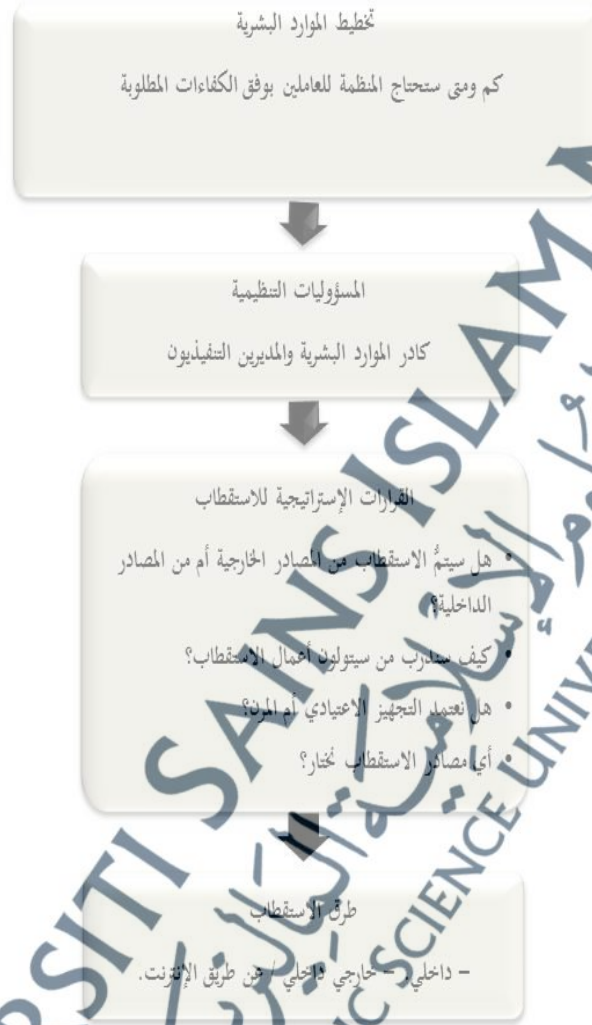 تخطيط الموارد البشرية
كم ومتى ستحتاج المنظمة للعاملين بوفق الكفاءات المطلوبة
المسؤوليات التنظيمية
كادر الموارد البشرية والمديرين التنفيذيون
القرارات الإستراتيجية للاستقطاب
• هل سيتمُّ الاستقطاب من المصادر الخارجية أم من المصادر
الداخلية؟
• كيف سندرب من سيتولون أعمال الاستقطاب؟
• هل نعتمد التجهيز الاعتيادي أم المرن؟
• أي مصادر الاستقطاب نختار؟
طرق الاستقطاب
– داخلي. – خارجي داخلي / عن طريق الإنترنت.
SAINS ISLAM